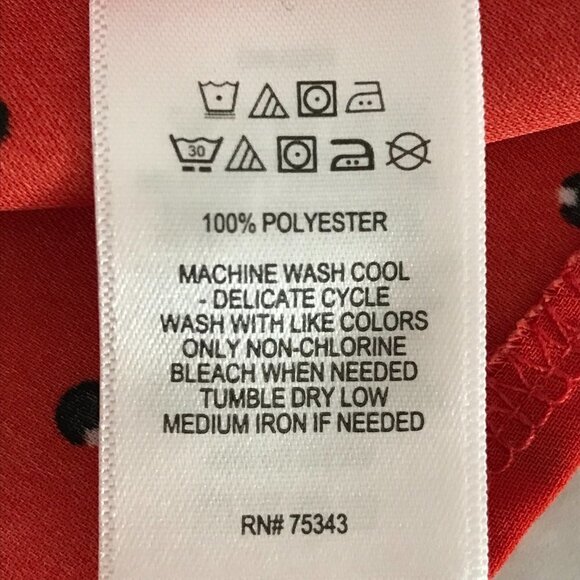 30
100% POLYESTER
MACHINE WASH COOL
- DELICATE CYCLE
WASH WITH LIKE COLORS
ONLY NON-CHLORINE
BLEACH WHEN NEEDED
TUMBLE DRY LOW
MEDIUM IRON IF NEEDED
RN# 75343